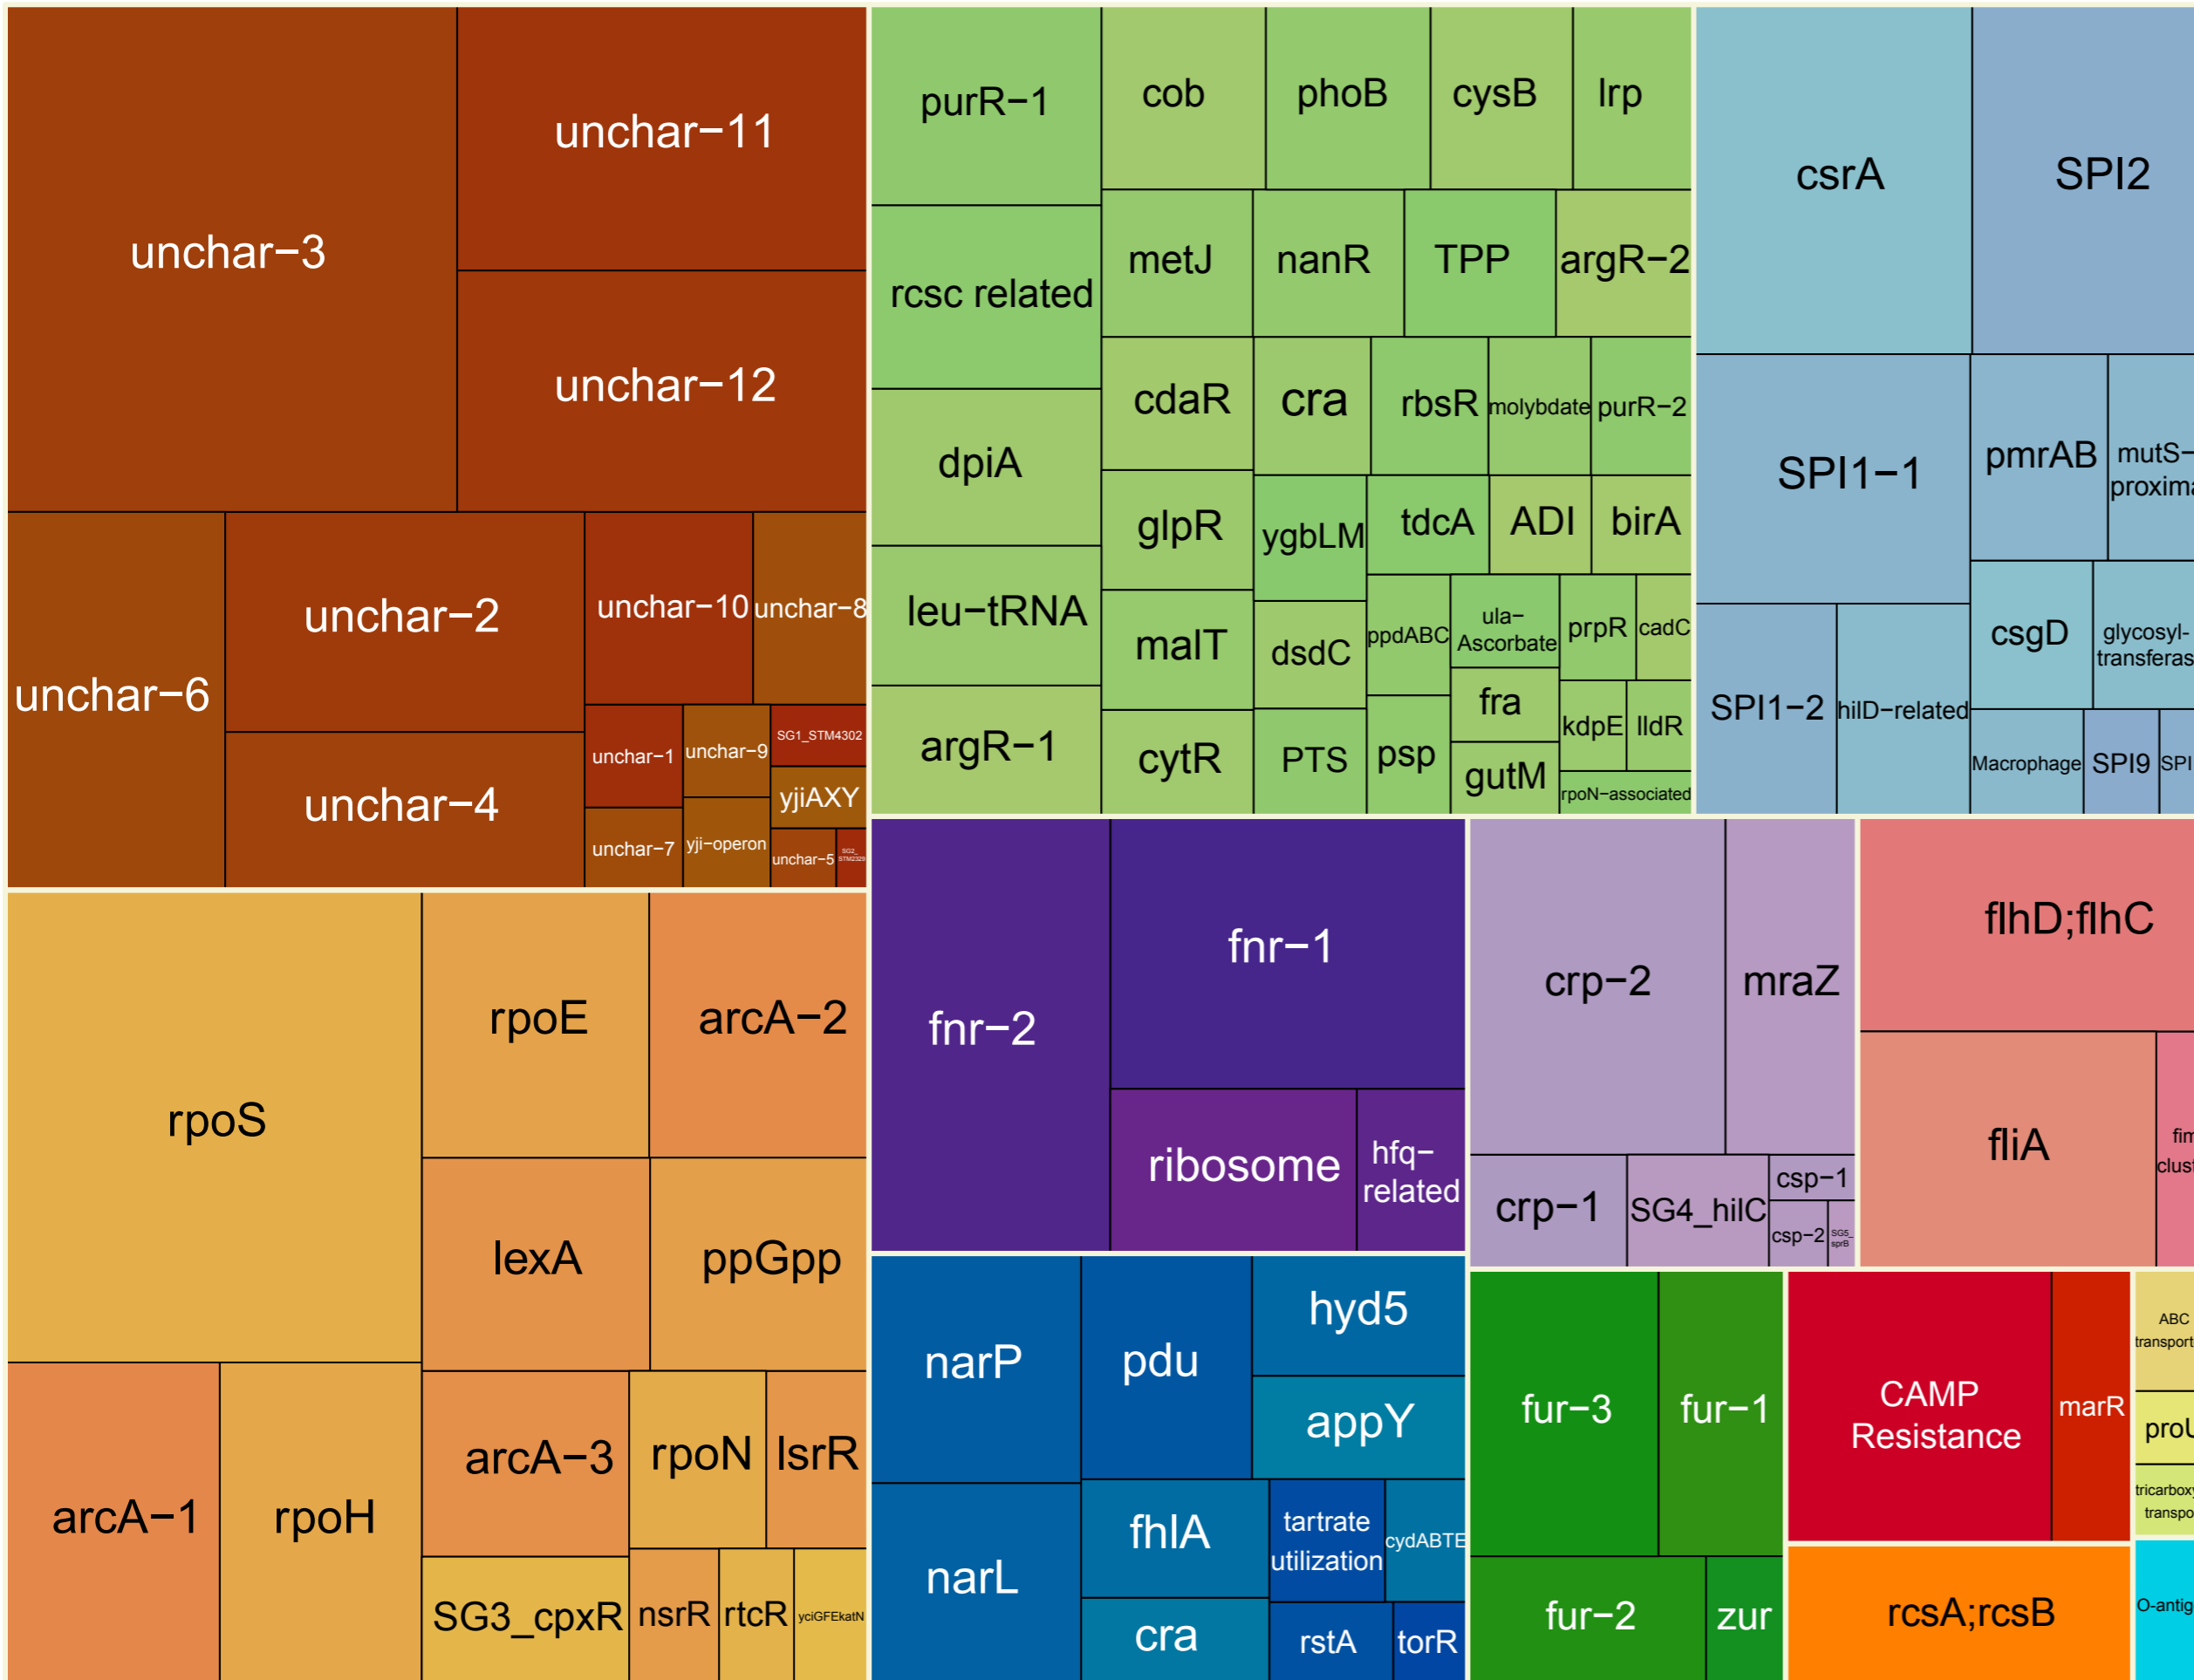 unchar−3
unchar−11
unchar−12
unchar−6
unchar−2
unchar−4
unchar−10
unchar−8
unchar−1
unchar−9
SG1_STM4302
yjiAXY
unchar−7
yji−operon
unchar−5
SG2_
STM2329
purR−1
cob
phoB
cysB
lrp
rcsc related
metJ
nanR
TPP
argR−2
dpiA
cdaR
cra
rbsR
molybdate
purR−2
glpR
ygbLM
tdcA
ADI
birA
leu−tRNA
malT
dsdC
ppdABC
ula−
Ascorbate
prpR
cadC
argR−1
cytR
PTS
psp
fra
gutM
kdpE
lldR
rpoN−associated
csrA
SPI2
SPI1−1
pmrAB
mutS−
proxima
SPI1−2
hilD−related
csgD
glycosyl-
transferas
Macrophage
SPI9
SPI
rpoS
rpoE
arcA−2
lexA
ppGpp
arcA−1
rpoH
arcA−3
rpoN
lsrR
SG3_cpxR
nsrR
rtcR
yciGFEkatN
fnr−2
fnr−1
ribosome
hfq−
related
crp−2
mraZ
crp−1
SG4_hilC
csp−1
csp−2
SG5_
sprB
flhD;flhC
fliA
fim
clust
narP
pdu
hyd5
appY
narL
fhlA
cra
tartrate
utilization
cydABTE
rstA
torR
fur−3
fur−1
fur−2
zur
CAMP
Resistance
marR
rcsA;rcsB
ABC
transport
proU
tricarboxy
transpo
O-antig